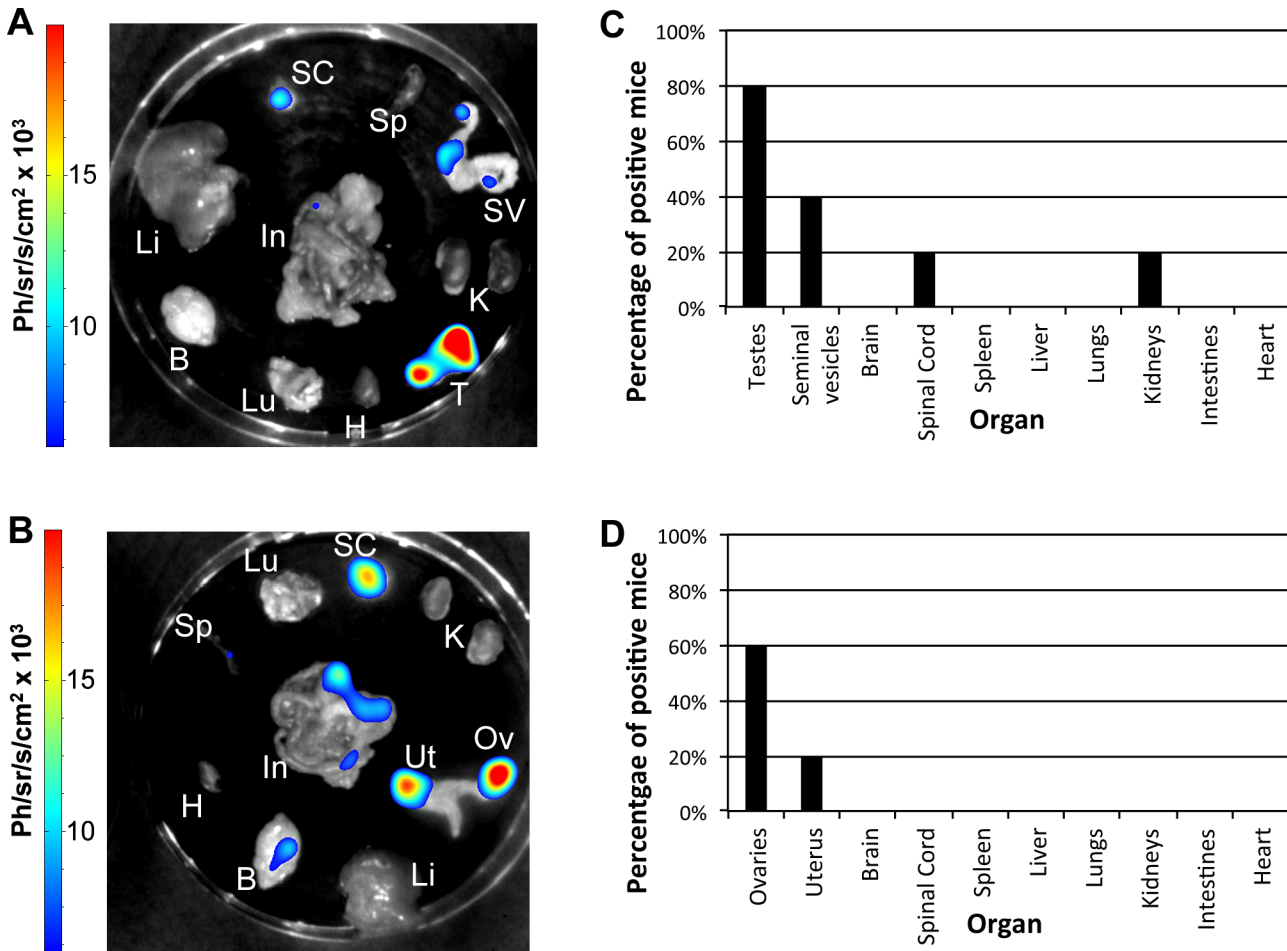 A
Ph/sr/s/cm² x 10³
15
10
SC
Sp
SV
Li
In
K
B
Lu
H
T
C
Percentage of positive mice
100%
80%
60%
40%
20%
0%
Testes
Seminal
vesicles
Brain
Spinal Cord
Spleen
Liver
Lungs
Kidneys
Intestines
Heart
Organ
B
Ph/sr/s/cm² x 10³
15
10
Lu
SC
Sp
K
In
Ut
Ov
H
B
Li
D
Percentgae of positive mice
100%
80%
60%
40%
20%
0%
Ovaries
Uterus
Brain
Spinal Cord
Spleen
Liver
Lungs
Kidneys
Intestines
Heart
Organ